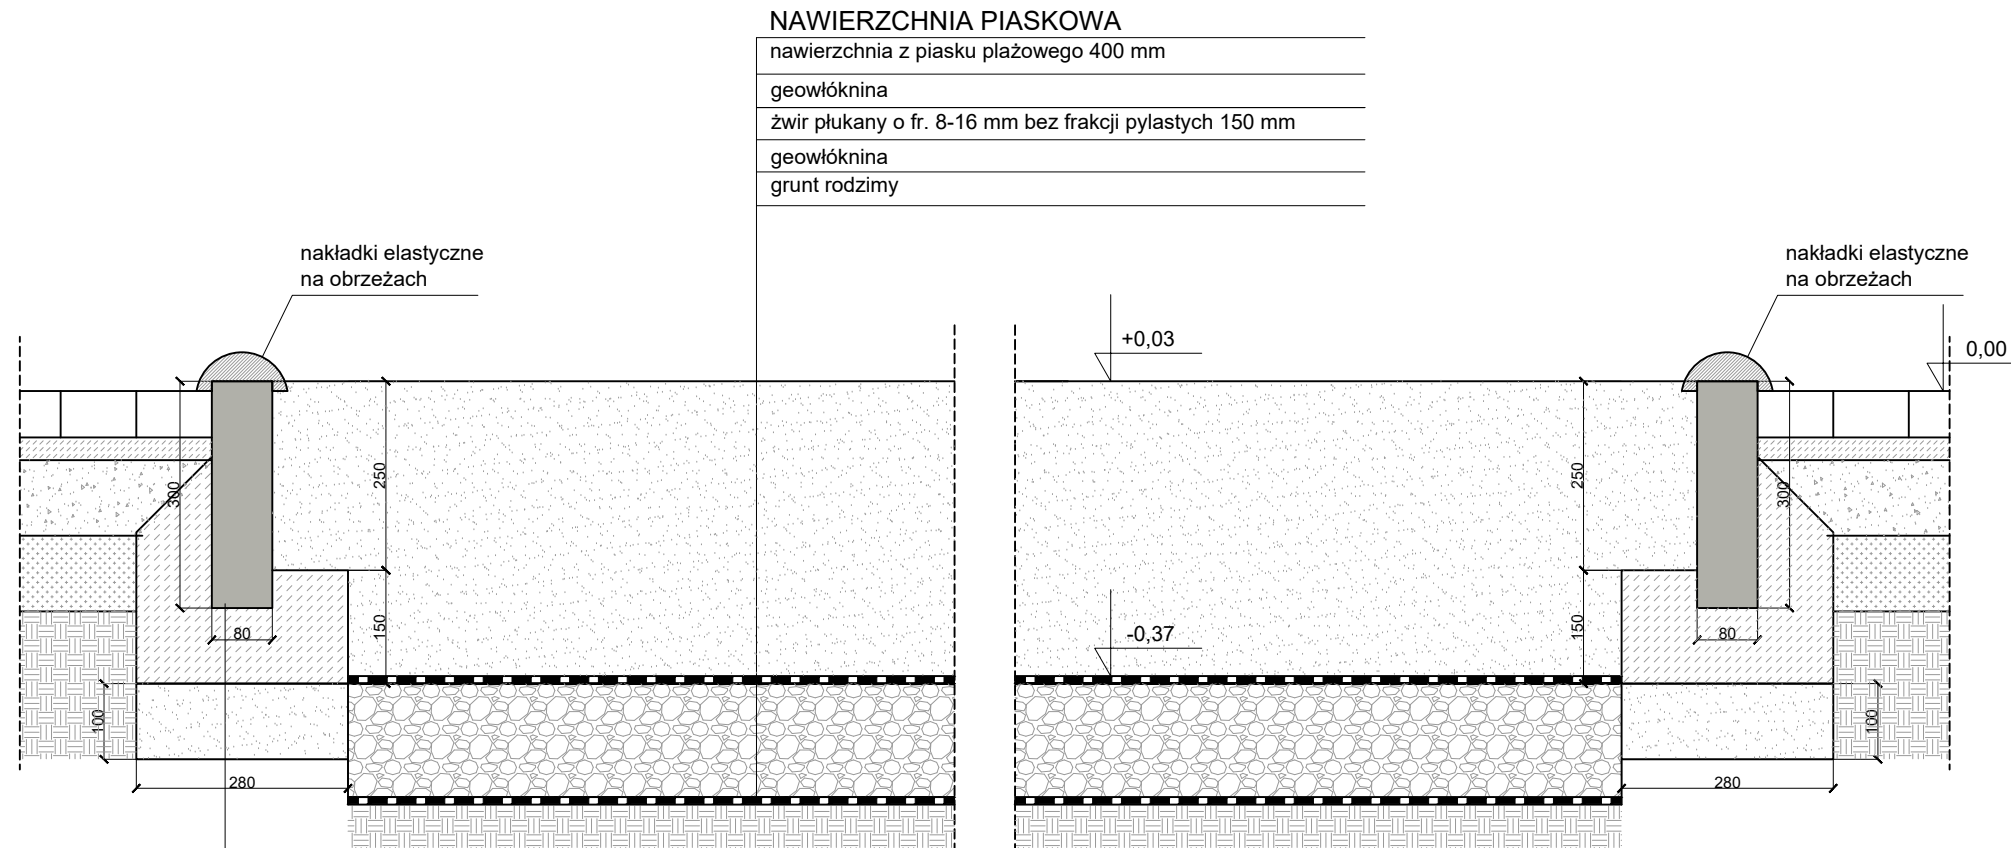 NAWIERZCHNIA PIASKOWA
nawierzchnia z piasku plażowego 400 mm
geowłóknina
żwir płukany o fr. 8-16 mm bez frakcji pylastych 150 mm
geowłóknina
grunt rodzimy
nakładki elastyczne
na obrzeżach
nakładki elastyczne
na obrzeżach
+0,03
0,00
300
250
250
300
80
150
-0,37
150
80
100
100
280
280